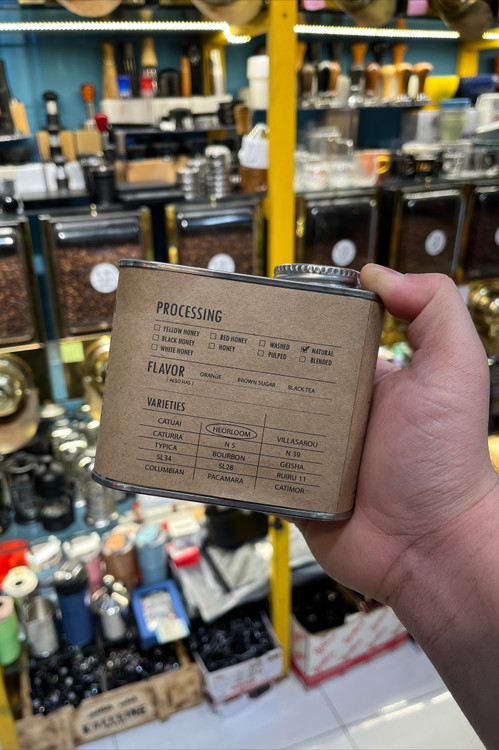 PROCESSING
YELLOW HONEY RED HONEY WASHED NATURAL
BLACK HONEY HONEY PULPED BLENDED
WHITE HONEY
FLAVOR ORANGE BROWN SUGAR BLACK TEA
( ALSO HAS )
VARIETIES
CATUAI HEORLOOM VILLASAROU
CATURRA N 5 N 39
TYPICA BOURBON GEISHA
SL34 SL28 RUIRU 11
COLUMBIAN PACAMARA CATIMOR